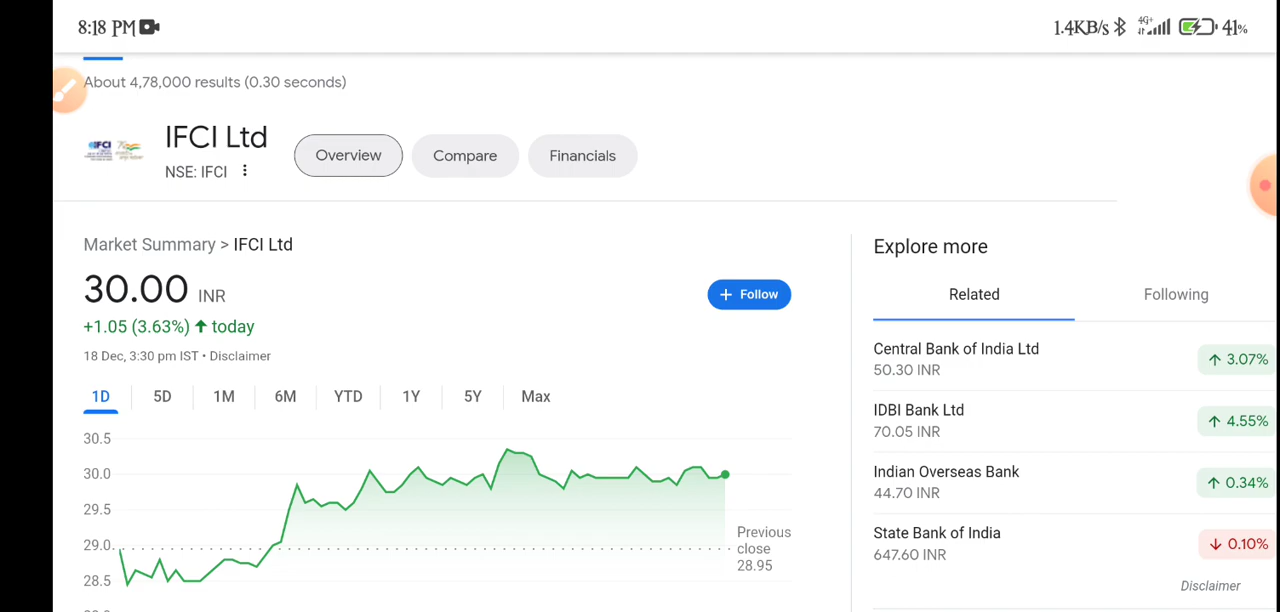 8:18 PM
1.4KB/s 4G+ 41%
About 4,78,000 results (0.30 seconds)
IFCI
IFCI Ltd
NSE: IFCI
Overview
Compare
Financials
Market Summary > IFCI Ltd
30.00 INR
+ Follow
+1.05 (3.63%) ↑ today
18 Dec, 3:30 pm IST • Disclaimer
1D
5D
1M
6M
YTD
1Y
5Y
Max
30.5
30.0
29.5
29.0
28.5
Previous
close
28.95
Explore more
Related
Following
Central Bank of India Ltd
50.30 INR
↑ 3.07%
IDBI Bank Ltd
70.05 INR
↑ 4.55%
Indian Overseas Bank
44.70 INR
↑ 0.34%
State Bank of India
647.60 INR
↓ 0.10%
Disclaimer